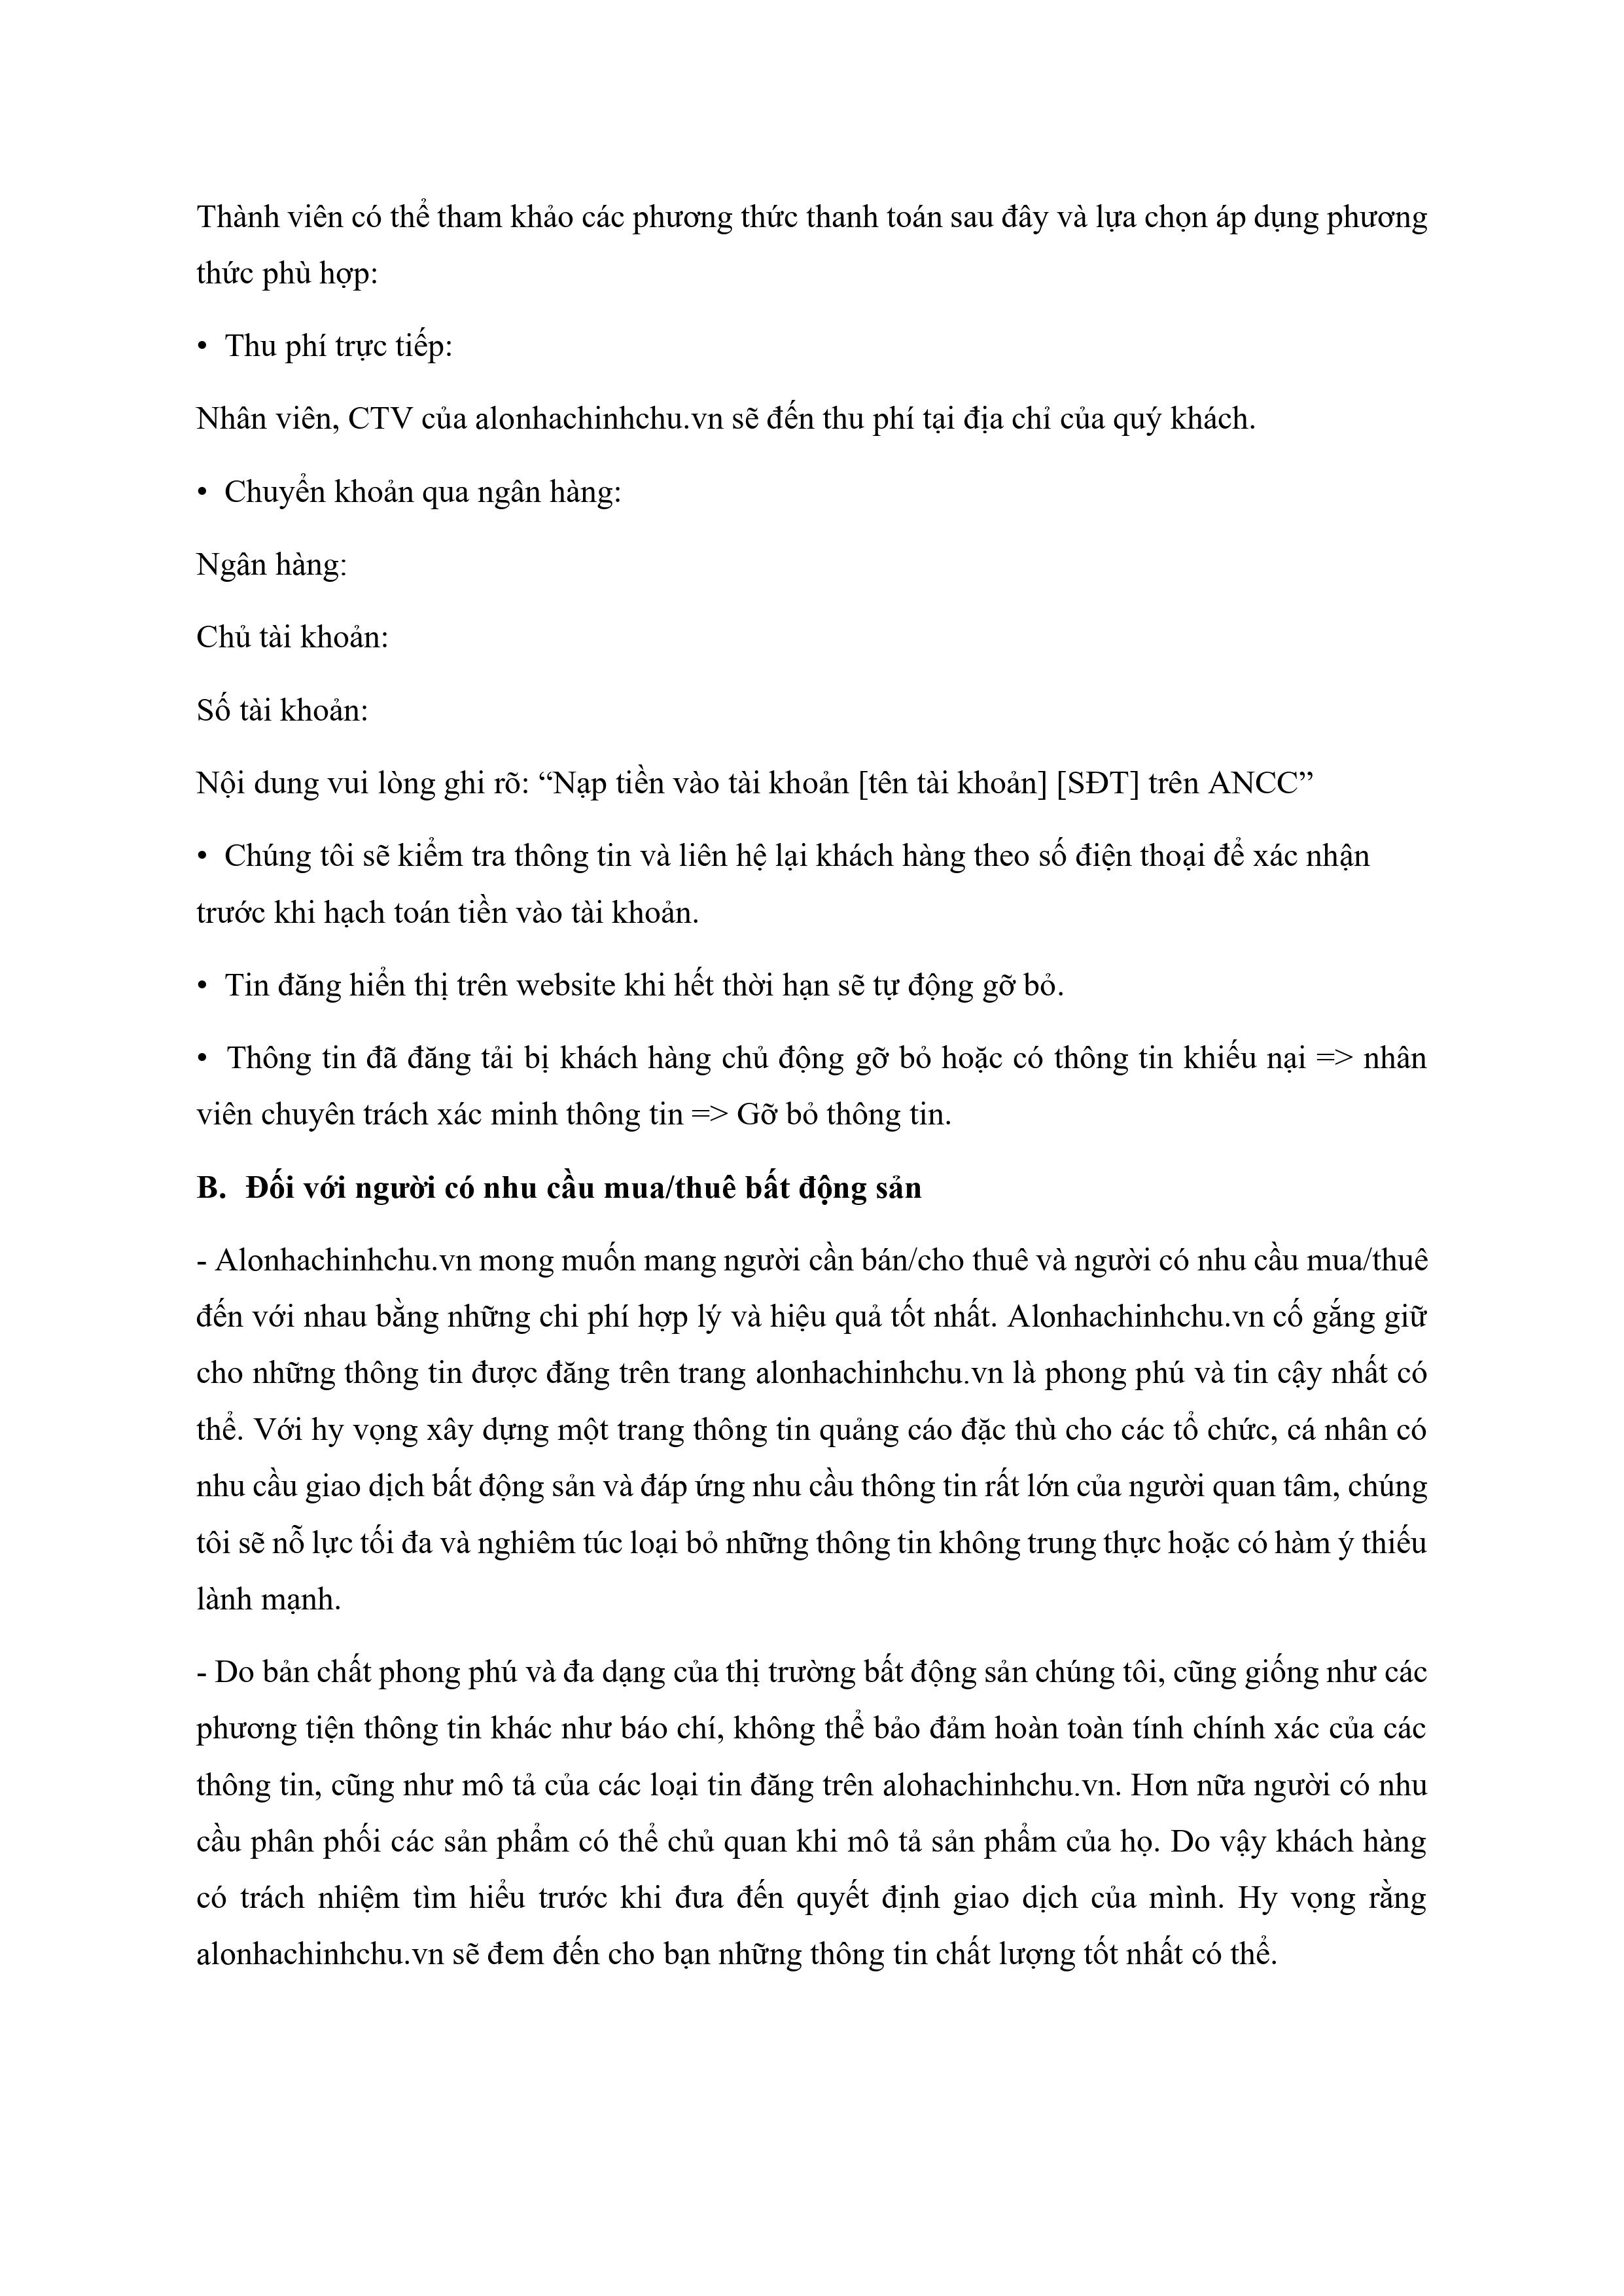 Thành viên có thể tham khảo các phương thức thanh toán sau đây và lựa chọn áp dụng phương
thức phù hợp:
• Thu phí trực tiếp:
Nhân viên, CTV của alonhachinhchu.vn sẽ đến thu phí tại địa chỉ của quý khách.
• Chuyển khoản qua ngân hàng:
Ngân hàng:
Chủ tài khoản:
Số tài khoản:
Nội dung vui lòng ghi rõ: “Nạp tiền vào tài khoản [tên tài khoản] [SĐT] trên ANCC”
• Chúng tôi sẽ kiểm tra thông tin và liên hệ lại khách hàng theo số điện thoại để xác nhận
trước khi hạch toán tiền vào tài khoản.
• Tin đăng hiển thị trên website khi hết thời hạn sẽ tự động gỡ bỏ.
• Thông tin đã đăng tải bị khách hàng chủ động gỡ bỏ hoặc có thông tin khiếu nại => nhân
viên chuyên trách xác minh thông tin => Gỡ bỏ thông tin.
B. Đối với người có nhu cầu mua/thuê bất động sản
- Alonhachinhchu.vn mong muốn mang người cần bán/cho thuê và người có nhu cầu mua/thuê
đến với nhau bằng những chi phí hợp lý và hiệu quả tốt nhất. Alonhachinhchu.vn cố gắng giữ
cho những thông tin được đăng trên trang alonhachinhchu.vn là phong phú và tin cậy nhất có
thể. Với hy vọng xây dựng một trang thông tin quảng cáo đặc thù cho các tổ chức, cá nhân có
nhu cầu giao dịch bất động sản và đáp ứng nhu cầu thông tin rất lớn của người quan tâm, chúng
tôi sẽ nỗ lực tối đa và nghiêm túc loại bỏ những thông tin không trung thực hoặc có hàm ý thiếu
lành mạnh.
- Do bản chất phong phú và đa dạng của thị trường bất động sản chúng tôi, cũng giống như các
phương tiện thông tin khác như báo chí, không thể bảo đảm hoàn toàn tính chính xác của các
thông tin, cũng như mô tả của các loại tin đăng trên alohachinhchu.vn. Hơn nữa người có nhu
cầu phân phối các sản phẩm có thể chủ quan khi mô tả sản phẩm của họ. Do vậy khách hàng
có trách nhiệm tìm hiểu trước khi đưa đến quyết định giao dịch của mình. Hy vọng rằng
alonhachinhchu.vn sẽ đem đến cho bạn những thông tin chất lượng tốt nhất có thể.